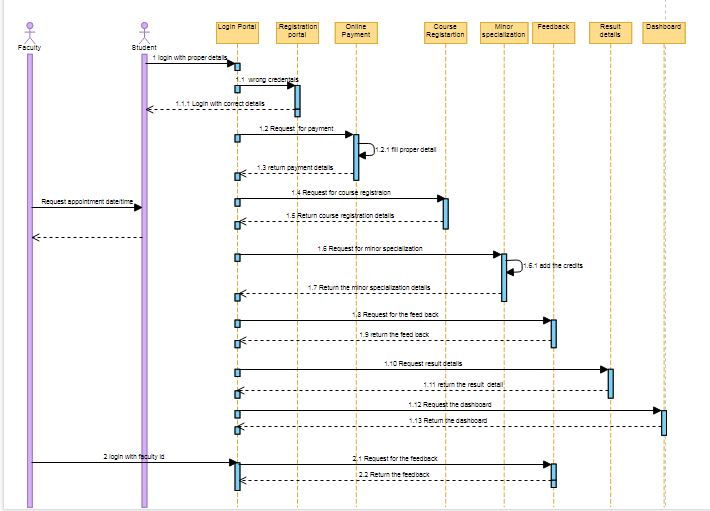 Faculty
Student
Login Portal
Registration
portal
Online
Payment
Course
Registartion
Minor
specialization
Feedback
Result
details
Dashboard
1 login with proper details
1.1 wrong credentals
1.1.1 Login with correct details
1.2 Request for payment
1.2.1 fill proper detail
1.3 return payment details
1.4 Request for course registraion
Request appointment date/time
1.5 Return course registration details
1.6 Request for minor specialization
1.6.1 add the credits
1.7 Return the minor specialization details
1.8 Request for the feed back
1.9 return the feed back
1.10 Request result details
1.11 return the result detail
1.12 Request the dashboard
1.13 Return the dashboard
2 login with faculty id
2.1 Request for the feedback
2.2 Return the feedback